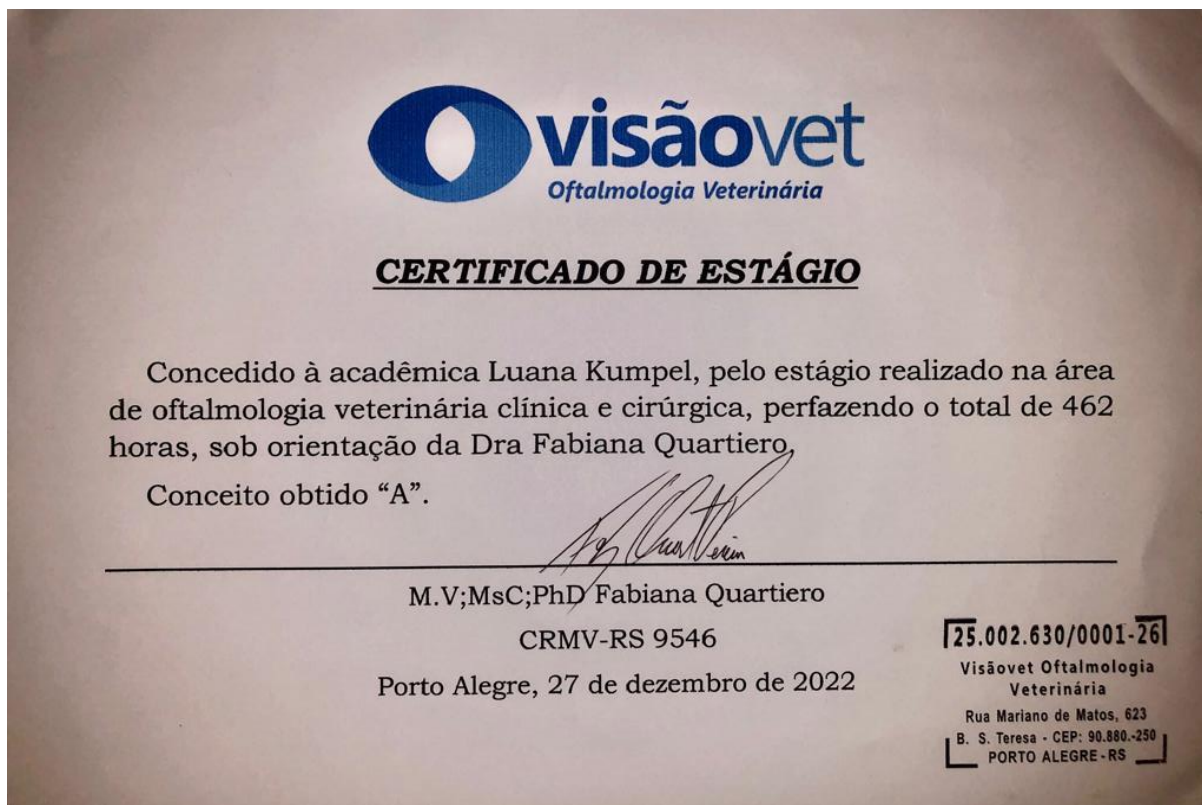 visãovet
Oftalmologia Veterinária
CERTIFICADO DE ESTÁGIO
Concedido à acadêmica Luana Kumpel, pelo estágio realizado na área
de oftalmologia veterinária clínica e cirúrgica, perfazendo o total de 462
horas, sob orientação da Dra Fabiana Quartiero,
Conceito obtido “A”.
M.V;MsC;PhD Fabiana Quartiero
CRMV-RS 9546
Porto Alegre, 27 de dezembro de 2022
25.002.630/0001-26
Visãovet Oftalmologia
Veterinária
Rua Mariano de Matos, 623
B. S. Teresa - CEP: 90.880.-250
PORTO ALEGRE-RS